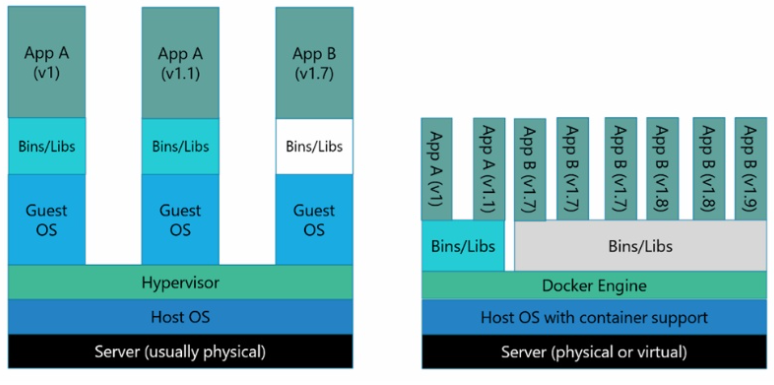 App A
(v1)
App A
(v1.1)
App B
(v1.7)
Bins/Libs
Bins/Libs
Bins/Libs
Guest
OS
Guest
OS
Guest
OS
Hypervisor
Host OS
Server (usually physical)
App A (v1)
App A (v1.1)
App B (v1.7)
App B (v1.7)
App B (v1.7)
App B (v1.8)
App B (v1.8)
App B (v1.9)
Bins/Libs
Bins/Libs
Docker Engine
Host OS with container support
Server (physical or virtual)